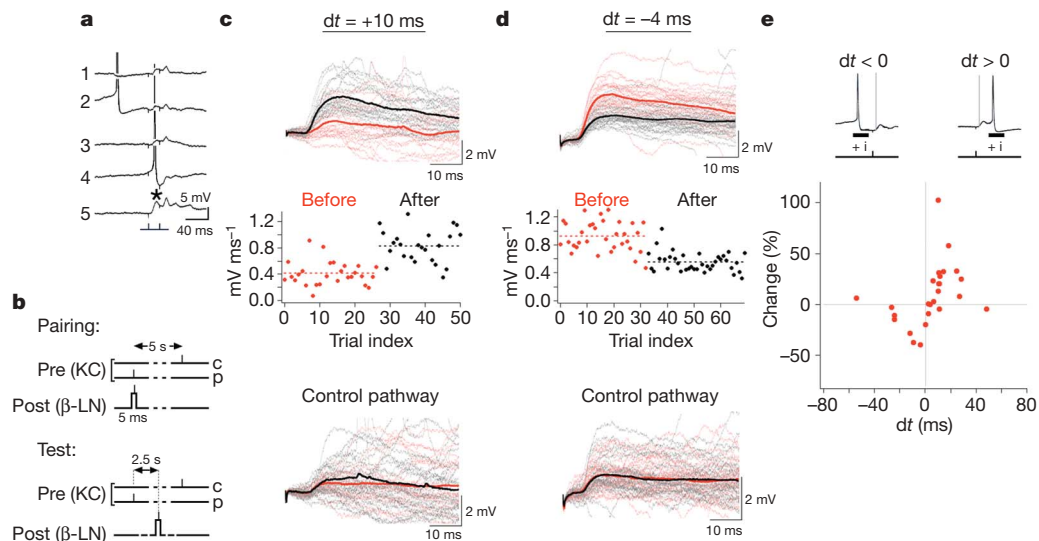 a
1
2
3
4
5
*
5 mV
40 ms
b
Pairing:
5 s
Pre (KC)
c
p
Post (β-LN)
5 ms
Test:
2.5 s
Pre (KC)
c
p
Post (β-LN)
c
dt = +10 ms
2 mV
10 ms
Before
After
mV ms–1
1.2
0.8
0.4
0.0
0
10
20
30
40
50
Trial index
Control pathway
2 mV
10 ms
d
dt = –4 ms
2 mV
10 ms
Before
After
mV ms–1
1.2
0.8
0.4
0.0
0
20
40
60
Trial index
Control pathway
2 mV
10 ms
e
dt < 0
dt > 0
+ i
+ i
Change (%)
100
50
0
–50
–80
–40
0
40
80
dt (ms)